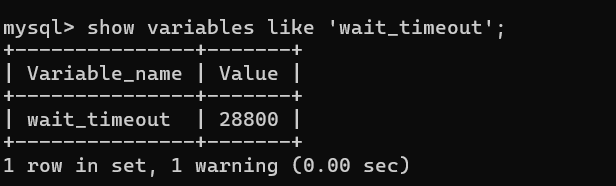 mysql> show variables like 'wait_timeout';
+---------------+-------+
| Variable_name | Value |
+---------------+-------+
| wait_timeout  | 28800 |
+---------------+-------+
1 row in set, 1 warning (0.00 sec)